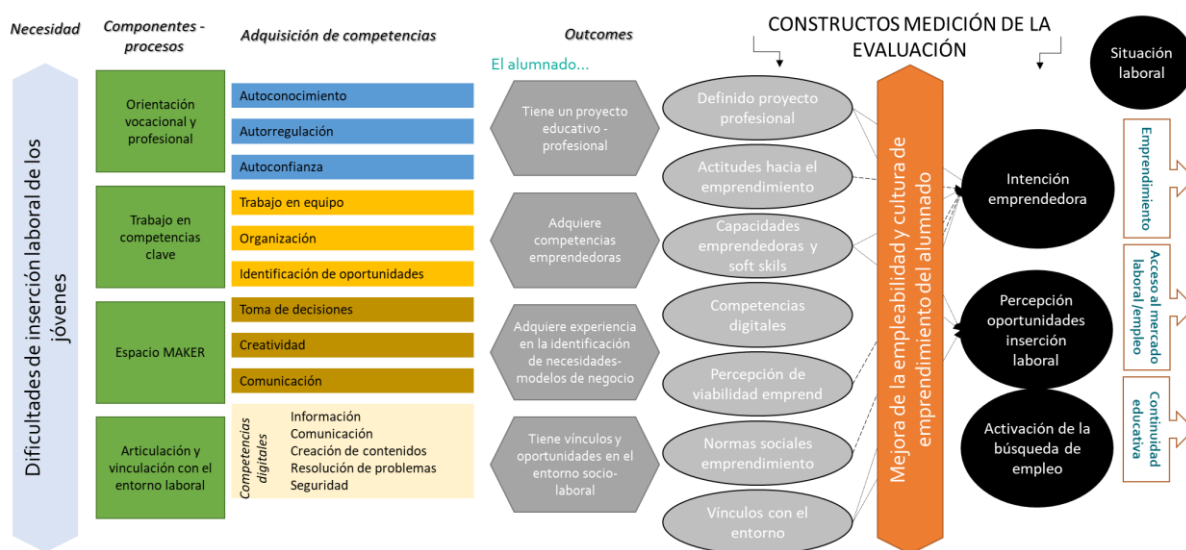 Necesidad
Componentes -
procesos
Adquisición de competencias
Outcomes
CONSTRUCTOS MEDICIÓN DE LA
EVALUACIÓN
Situación
laboral
El alumnado...
Dificultades de inserción laboral de los
jóvenes
Orientación
vocacional y
profesional
Trabajo en
competencias
clave
Espacio MAKER
Articulación y
vinculación con el
entorno laboral
Autoconocimiento
Autorregulación
Autoconfianza
Trabajo en equipo
Organización
Identificación de oportunidades
Toma de decisiones
Creatividad
Comunicación
Competencias
digitales
Información
Comunicación
Creación de contenidos
Resolución de problemas
Seguridad
Tiene un proyecto
educativo -
profesional
Adquiere
competencias
emprendedoras
Adquiere experiencia
en la identificación
de necesidades-
modelos de negocio
Tiene vínculos y
oportunidades en el
entorno socio-
laboral
Definido proyecto
profesional
Actitudes hacia el
emprendimiento
Capacidades
emprendedoras y
soft skils
Competencias
digitales
Percepción de
viabilidad emprend
Normas sociales
emprendimiento
Vínculos con el
entorno
Mejora de la empleabilidad y cultura de
emprendimiento del alumnado
Intención
emprendedora
Percepción
oportunidades
inserción
laboral
Activación de la
búsqueda de
empleo
Emprendimiento
Acceso al mercado
laboral /empleo
Continuidad
educativa